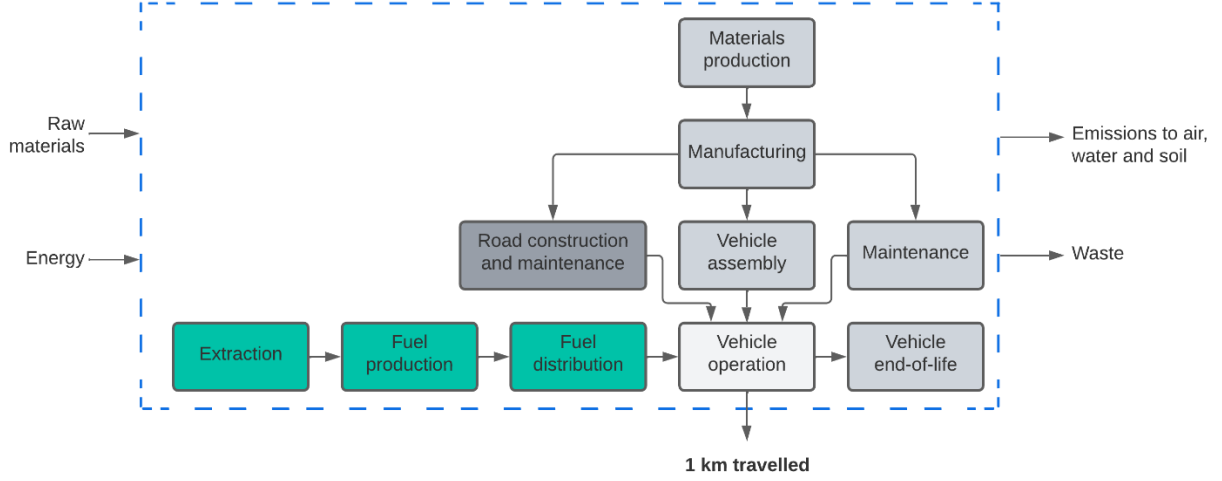 Materials
production
Raw
materials
Manufacturing
Emissions to air,
water and soil
Road construction
and maintenance
Vehicle
assembly
Maintenance
Energy
Waste
Extraction
Fuel
production
Fuel
distribution
Vehicle
operation
Vehicle
end-of-life
1 km travelled